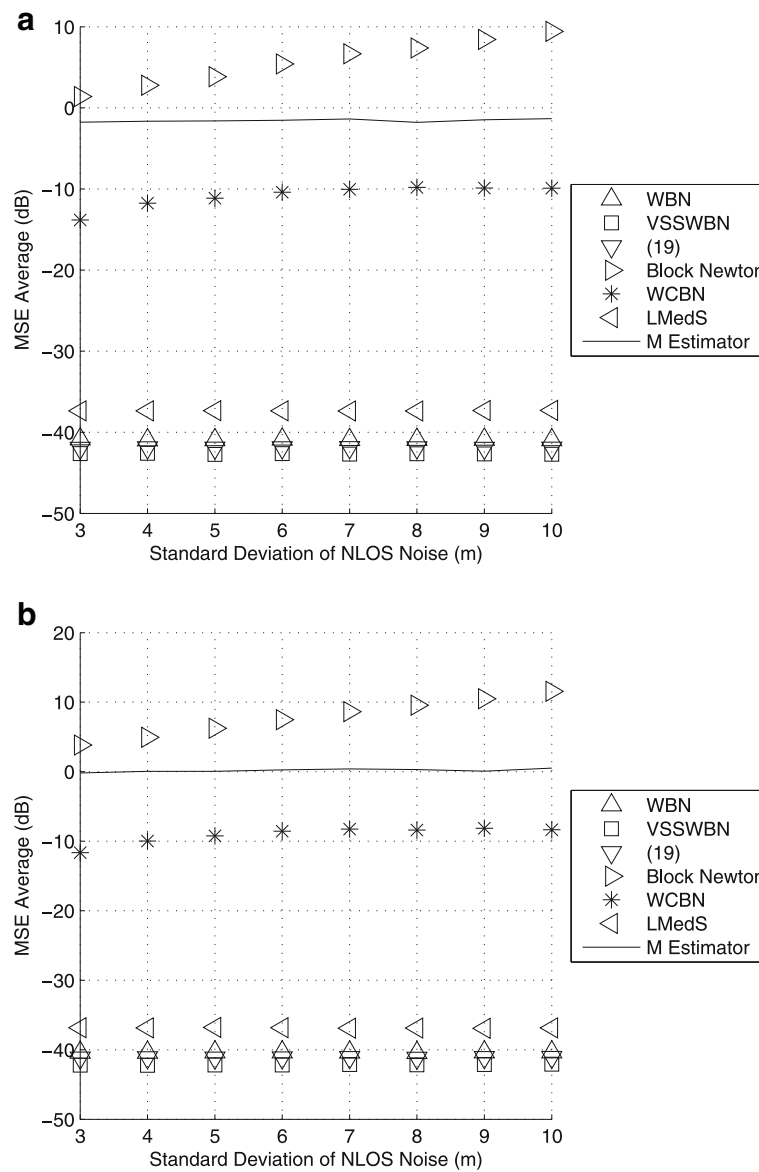 a
10
0
−10
−20
−30
−40
−50
MSE Average (dB)
3 4 5 6 7 8 9 10
Standard Deviation of NLOS Noise (m)
WBN
VSSWBN
(19)
Block Newton
WCBN
LMedS
M Estimator
b
20
10
0
−10
−20
−30
−40
−50
MSE Average (dB)
3 4 5 6 7 8 9 10
Standard Deviation of NLOS Noise (m)
WBN
VSSWBN
(19)
Block Newton
WCBN
LMedS
M Estimator